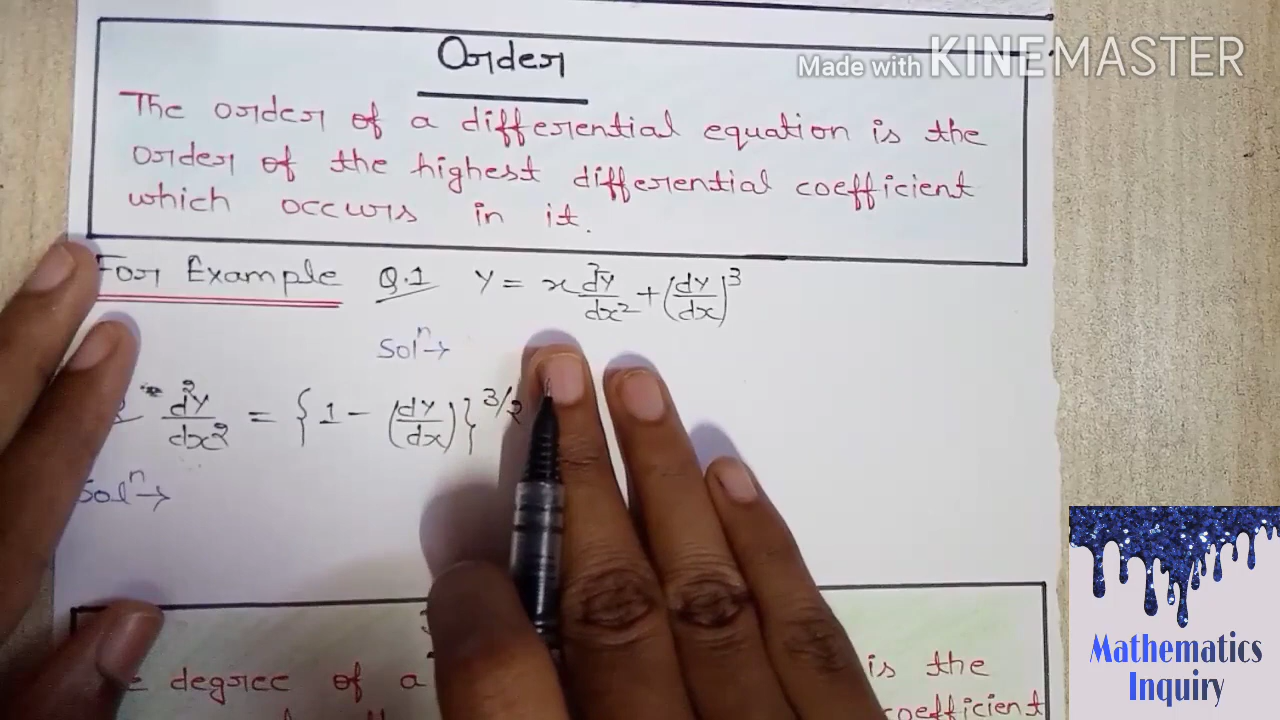 Made with KINEMASTER
Order
The order of a differential equation is the
order of the highest differential coefficient
which occurs in it.
For Example Q.1 y = x d²y/dx² + (dy/dx)³
Solⁿ→
d²y/dx² = {1 - (dy/dx)}^3/2
Solⁿ→
degree of a is the
coefficient
Mathematics
Inquiry